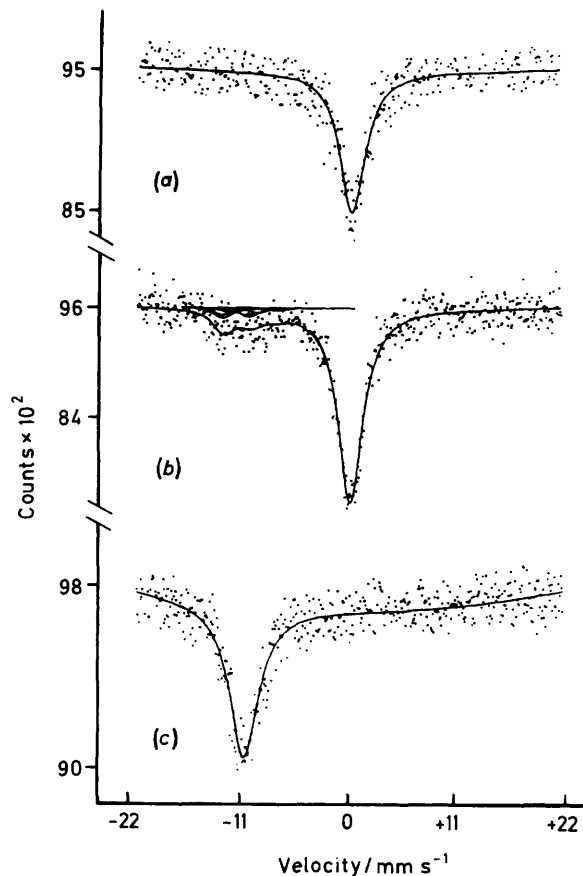 95
(a)
85
96
84
(b)
Counts × 10²
98
(c)
90
-22 -11 0 +11 +22
Velocity / mm s⁻¹